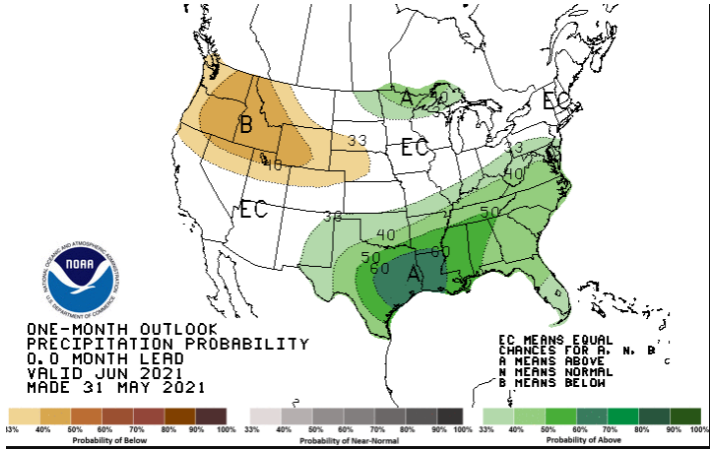 A
40
EC
B
33
EC
33
40
40
EC
33
50
40
50
60
60
A
NOAA
NATIONAL OCEANIC AND ATMOSPHERIC ADMINISTRATION
U.S. DEPARTMENT OF COMMERCE
ONE-MONTH OUTLOOK
PRECIPITATION PROBABILITY
0.0 MONTH LEAD
VALID JUN 2021
MADE 31 MAY 2021
EC MEANS EQUAL
CHANCES FOR A, N, B
A MEANS ABOVE
N MEANS NORMAL
B MEANS BELOW
33% 40% 50% 60% 70% 80% 90% 100%
Probability of Below
33% 40% 50% 60% 70% 80% 90% 100%
Probability of Near-Normal
33% 40% 50% 60% 70% 80% 90% 100%
Probability of Above